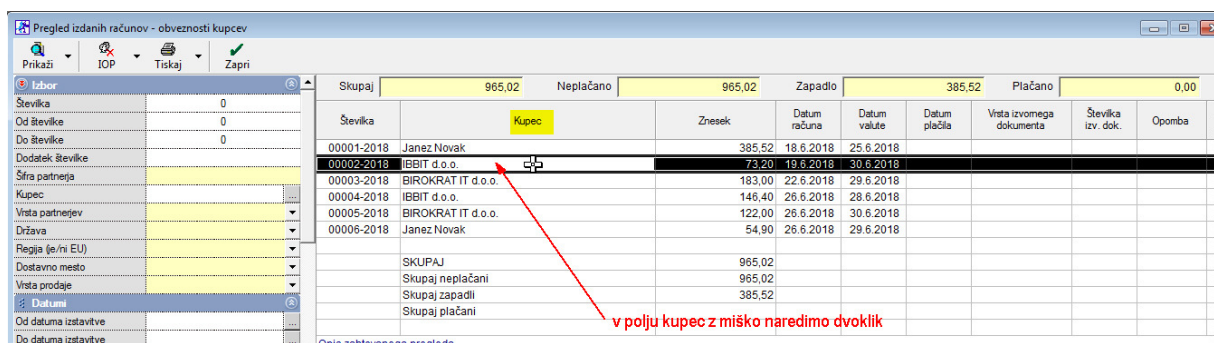 Pregled izdanih računov - obveznosti kupcev
Prikaži IOP Tiskaj Zapri
Izbor
Številka 0
Od številke 0
Do številke 0
Dodatek številke
Šifra partnerja
Kupec ...
Vrsta partnerjev
Država
Regija (je/ni EU)
Dostavno mesto
Vrsta prodaje
Datumi
Od datuma izstavitve ...
Do datuma izstavitve ...
Skupaj 965,02 Neplačano 965,02 Zapadlo 385,52 Plačano 0,00
Številka Kupec Znesek Datum računa Datum valute Datum plačila Vrsta izvornega dokumenta Številka izv. dok. Opomba
00001-2018 Janez Novak 385,52 18.6.2018 25.6.2018
00002-2018 IBBIT d.o.o. 73,20 19.6.2018 30.6.2018
00003-2018 BIROKRAT IT d.o.o. 183,00 22.6.2018 29.6.2018
00004-2018 IBBIT d.o.o. 146,40 26.6.2018 28.6.2018
00005-2018 BIROKRAT IT d.o.o. 122,00 26.6.2018 30.6.2018
00006-2018 Janez Novak 54,90 26.6.2018 29.6.2018
SKUPAJ 965,02
Skupaj neplačani 965,02
Skupaj zapadli 385,52
Skupaj plačani
v polju kupec z miško naredimo dvoklik